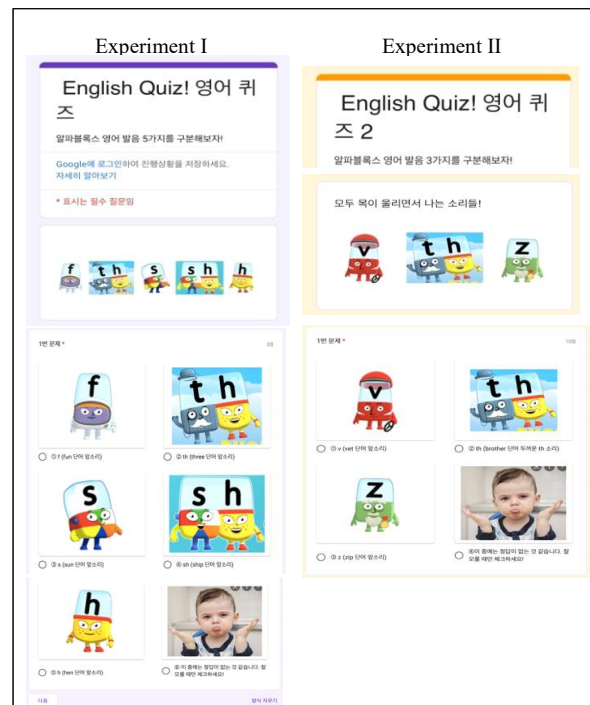 Experiment I
English Quiz! 영어 퀴
즈
알파블록스 영어 발음 5가지를 구분해보자!
Google에 로그인하여 진행상황을 저장하세요.
자세히 알아보기
* 표시는 필수 질문임
f th s sh h
1번 문제 *
f
th
① f (fun 단어 앞소리)
② th (three 단어 앞소리)
s
sh
③ s (sun 단어 앞소리)
④ sh (ship 단어 앞소리)
h
⑤ h (hen 단어 앞소리)
⑥ 이 중에는 정답이 없는 것 같습니다. 잘
모를 때만 체크하세요!
다음
양식 지우기
Experiment II
English Quiz! 영어 퀴
즈 2
알파블록스 영어 발음 3가지를 구분해보자!
모두 목이 울리면서 나는 소리들!
v th z
1번 문제 *
v
th
① v (vet 단어 앞소리)
② th (brother 단어 두꺼운 th 소리)
z
③ z (zip 단어 앞소리)
④이 중에는 정답이 없는 것 같습니다. 잘
모를 때만 체크하세요!